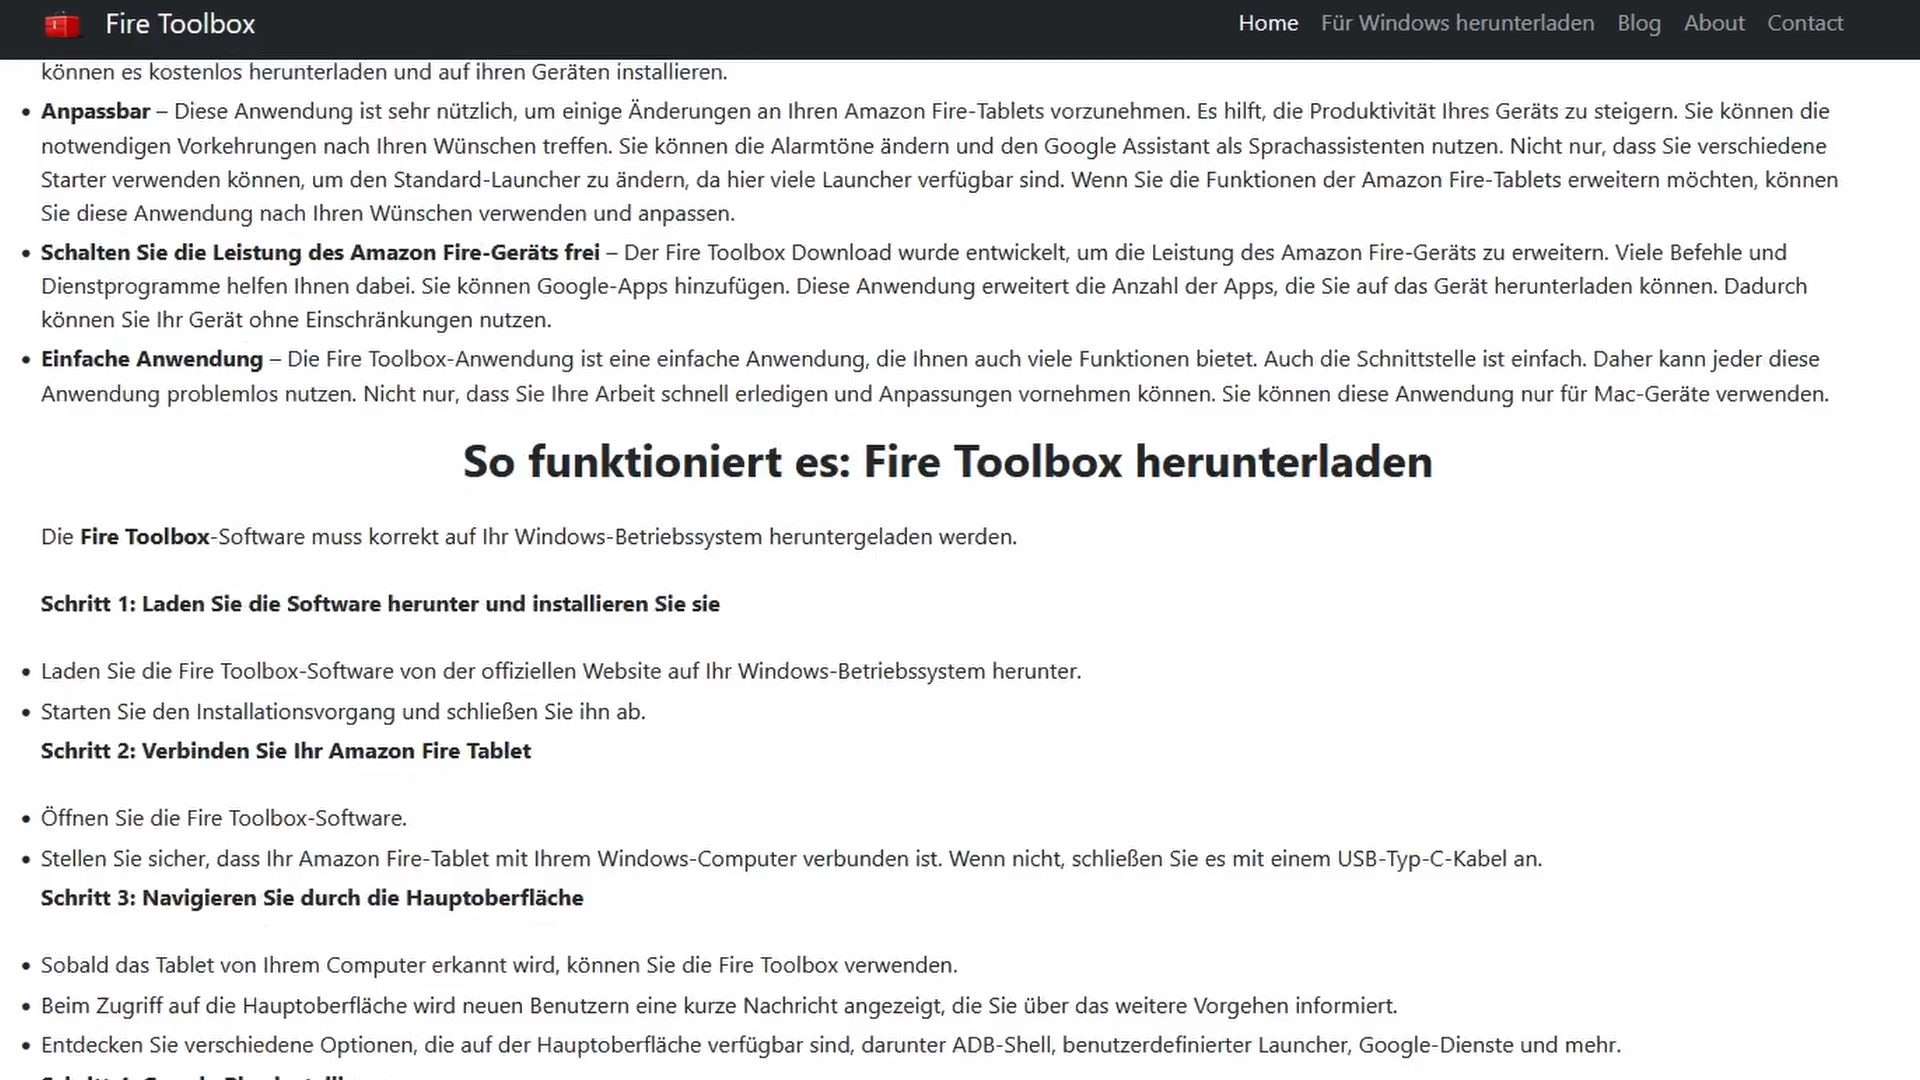 Fire Toolbox
Home Für Windows herunterladen Blog About Contact
können es kostenlos herunterladen und auf ihren Geräten installieren.
• Anpassbar – Diese Anwendung ist sehr nützlich, um einige Änderungen an Ihren Amazon Fire-Tablets vorzunehmen. Es hilft, die Produktivität Ihres Geräts zu steigern. Sie können die
notwendigen Vorkehrungen nach Ihren Wünschen treffen. Sie können die Alarmtöne ändern und den Google Assistant als Sprachassistenten nutzen. Nicht nur, dass Sie verschiedene
Starter verwenden können, um den Standard-Launcher zu ändern, da hier viele Launcher verfügbar sind. Wenn Sie die Funktionen der Amazon Fire-Tablets erweitern möchten, können
Sie diese Anwendung nach Ihren Wünschen verwenden und anpassen.
• Schalten Sie die Leistung des Amazon Fire-Geräts frei – Der Fire Toolbox Download wurde entwickelt, um die Leistung des Amazon Fire-Geräts zu erweitern. Viele Befehle und
Dienstprogramme helfen Ihnen dabei. Sie können Google-Apps hinzufügen. Diese Anwendung erweitert die Anzahl der Apps, die Sie auf das Gerät herunterladen können. Dadurch
können Sie Ihr Gerät ohne Einschränkungen nutzen.
• Einfache Anwendung – Die Fire Toolbox-Anwendung ist eine einfache Anwendung, die Ihnen auch viele Funktionen bietet. Auch die Schnittstelle ist einfach. Daher kann jeder diese
Anwendung problemlos nutzen. Nicht nur, dass Sie Ihre Arbeit schnell erledigen und Anpassungen vornehmen können. Sie können diese Anwendung nur für Mac-Geräte verwenden.
So funktioniert es: Fire Toolbox herunterladen
Die Fire Toolbox-Software muss korrekt auf Ihr Windows-Betriebssystem heruntergeladen werden.
Schritt 1: Laden Sie die Software herunter und installieren Sie sie
• Laden Sie die Fire Toolbox-Software von der offiziellen Website auf Ihr Windows-Betriebssystem herunter.
• Starten Sie den Installationsvorgang und schließen Sie ihn ab.
Schritt 2: Verbinden Sie Ihr Amazon Fire Tablet
• Öffnen Sie die Fire Toolbox-Software.
• Stellen Sie sicher, dass Ihr Amazon Fire-Tablet mit Ihrem Windows-Computer verbunden ist. Wenn nicht, schließen Sie es mit einem USB-Typ-C-Kabel an.
Schritt 3: Navigieren Sie durch die Hauptoberfläche
• Sobald das Tablet von Ihrem Computer erkannt wird, können Sie die Fire Toolbox verwenden.
• Beim Zugriff auf die Hauptoberfläche wird neuen Benutzern eine kurze Nachricht angezeigt, die Sie über das weitere Vorgehen informiert.
• Entdecken Sie verschiedene Optionen, die auf der Hauptoberfläche verfügbar sind, darunter ADB-Shell, benutzerdefinierter Launcher, Google-Dienste und mehr.